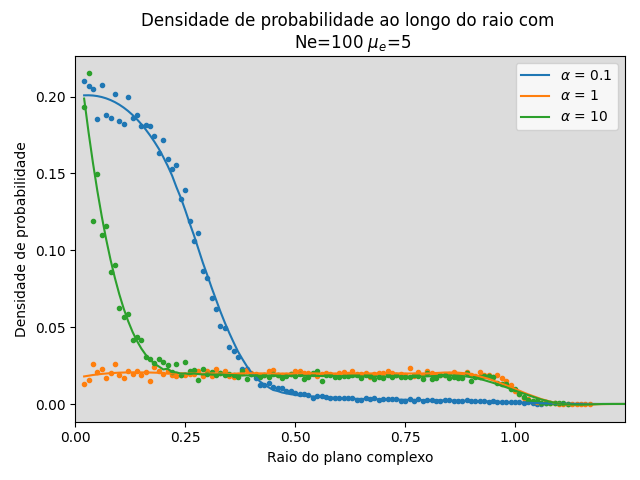 Densidade de probabilidade ao longo do raio com
Ne=100 μₑ=5
α = 0.1
α = 1
α = 10
Densidade de probabilidade
0.20
0.15
0.10
0.05
0.00
0.00 0.25 0.50 0.75 1.00
Raio do plano complexo